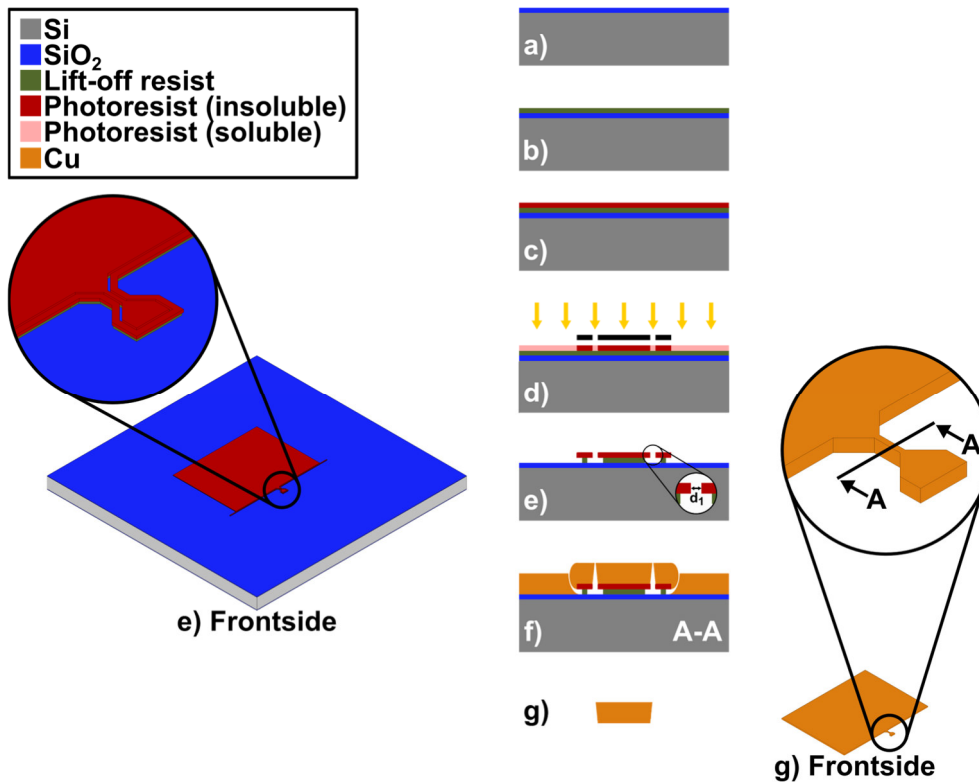 Si
SiO₂
Lift-off resist
Photoresist (insoluble)
Photoresist (soluble)
Cu
a)
b)
c)
d)
e)
d₁
f)
A-A
g)
e) Frontside
A
A
g) Frontside